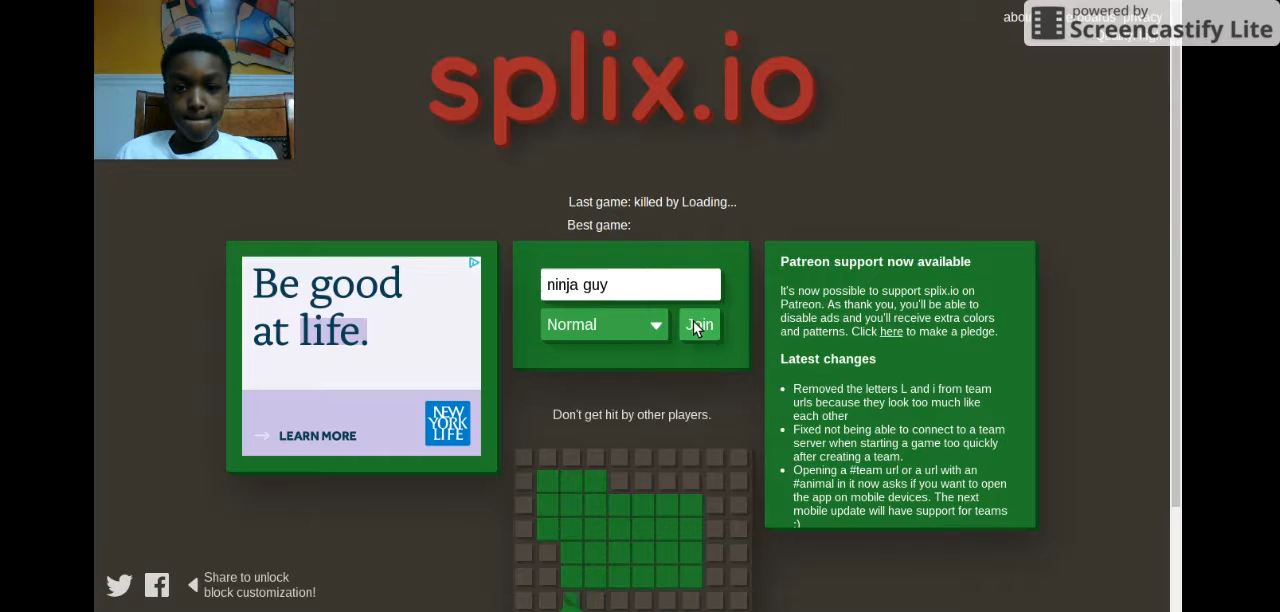 powered by
Screencastify Lite
abou
privacy
splix.io
Last game: killed by Loading...
Best game:
Be good
at life.
→ LEARN MORE
NEW
YORK
LIFE
ninja guy
Normal
Join
Don't get hit by other players.
Patreon support now available
It's now possible to support splix.io on
Patreon. As thank you, you'll be able to
disable ads and you'll receive extra colors
and patterns. Click here to make a pledge.
Latest changes
• Removed the letters L and i from team
urls because they look too much like
each other
• Fixed not being able to connect to a team
server when starting a game too quickly
after creating a team.
• Opening a #team url or a url with an
#animal in it now asks if you want to open
the app on mobile devices. The next
mobile update will have support for teams
:)
Share to unlock
block customization!